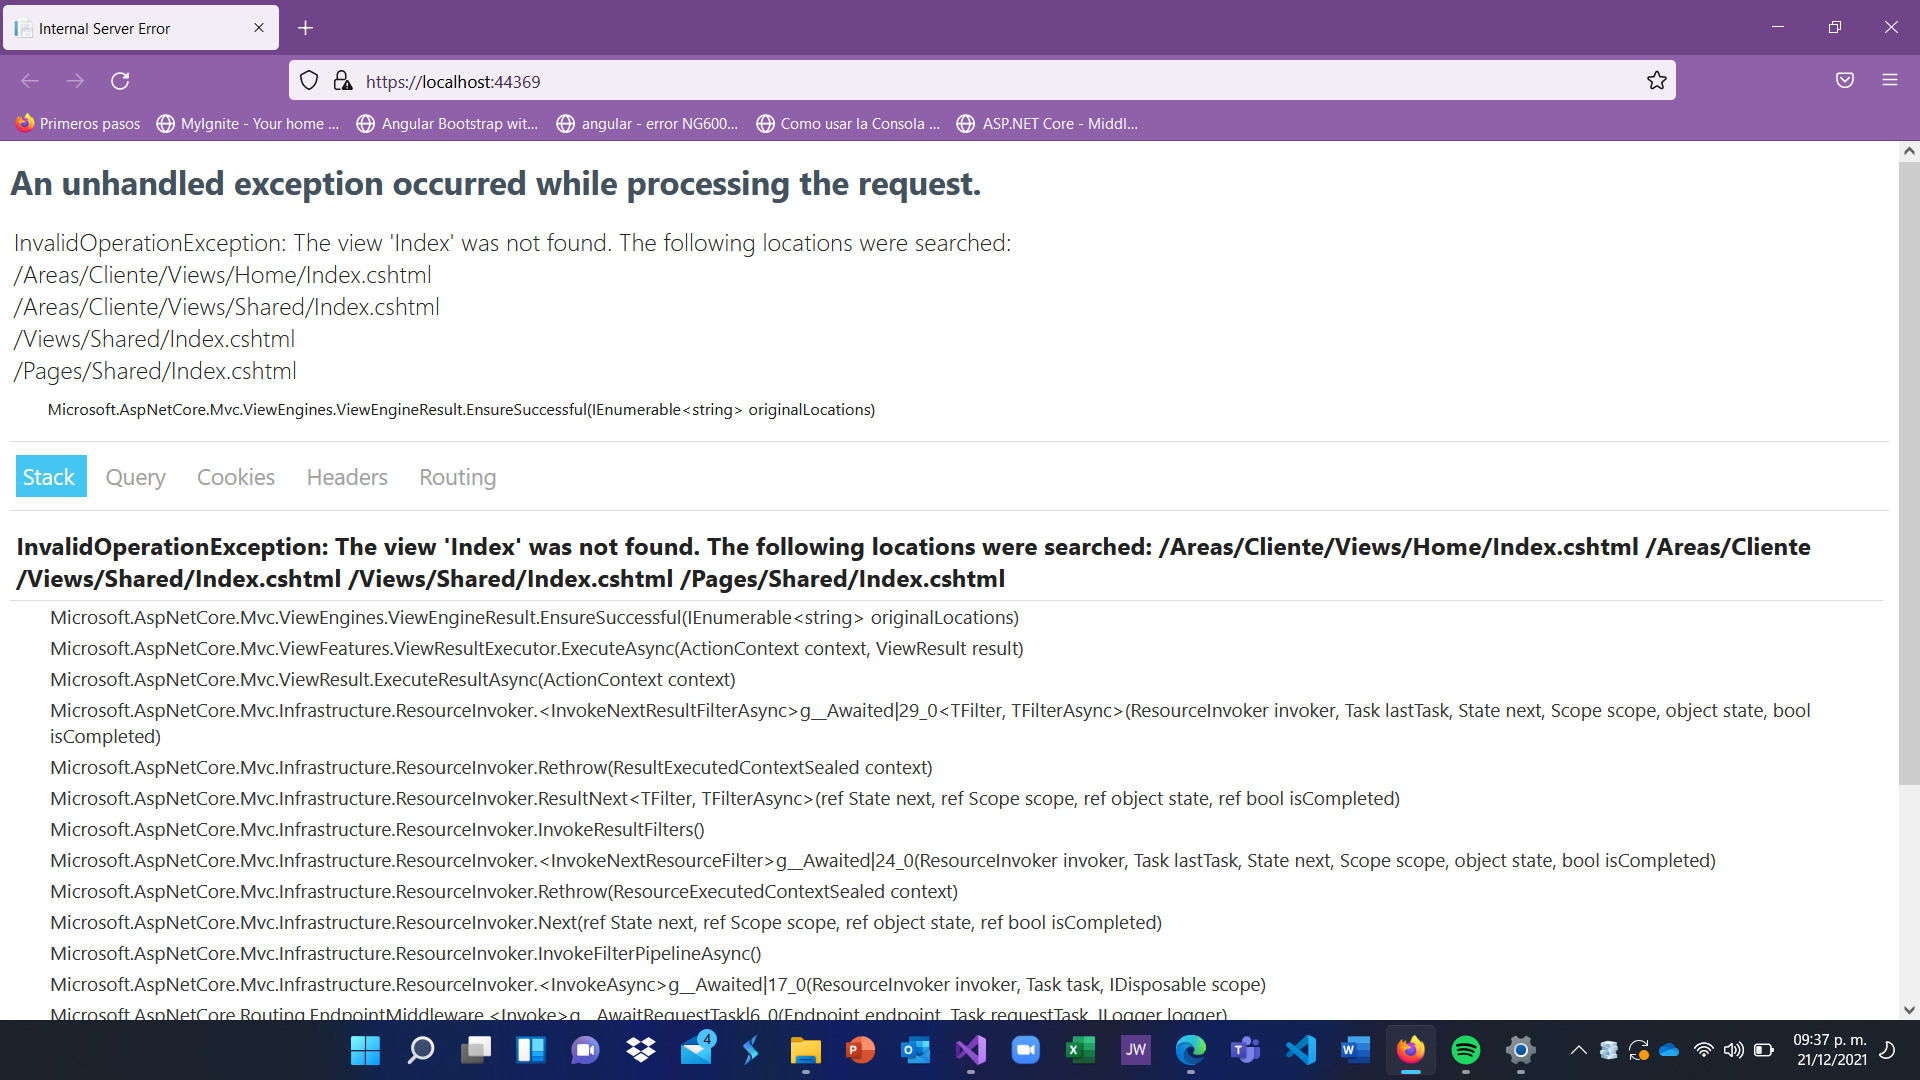 Internal Server Error
https://localhost:44369
Primeros pasos
MyIgnite - Your home ...
Angular Bootstrap wit...
angular - error NG600...
Como usar la Consola ...
ASP.NET Core - Middl...
An unhandled exception occurred while processing the request.
InvalidOperationException: The view 'Index' was not found. The following locations were searched:
/Areas/Cliente/Views/Home/Index.cshtml
/Areas/Cliente/Views/Shared/Index.cshtml
/Views/Shared/Index.cshtml
/Pages/Shared/Index.cshtml
Microsoft.AspNetCore.Mvc.ViewEngines.ViewEngineResult.EnsureSuccessful(IEnumerable<string> originalLocations)
Stack Query Cookies Headers Routing
InvalidOperationException: The view 'Index' was not found. The following locations were searched: /Areas/Cliente/Views/Home/Index.cshtml /Areas/Cliente
/Views/Shared/Index.cshtml /Views/Shared/Index.cshtml /Pages/Shared/Index.cshtml
Microsoft.AspNetCore.Mvc.ViewEngines.ViewEngineResult.EnsureSuccessful(IEnumerable<string> originalLocations)
Microsoft.AspNetCore.Mvc.ViewFeatures.ViewResultExecutor.ExecuteAsync(ActionContext context, ViewResult result)
Microsoft.AspNetCore.Mvc.ViewResult.ExecuteResultAsync(ActionContext context)
Microsoft.AspNetCore.Mvc.Infrastructure.ResourceInvoker.<InvokeNextResultFilterAsync>g__Awaited|29_0<TFilter, TFilterAsync>(ResourceInvoker invoker, Task lastTask, State next, Scope scope, object state, bool
isCompleted)
Microsoft.AspNetCore.Mvc.Infrastructure.ResourceInvoker.Rethrow(ResultExecutedContextSealed context)
Microsoft.AspNetCore.Mvc.Infrastructure.ResourceInvoker.ResultNext<TFilter, TFilterAsync>(ref State next, ref Scope scope, ref object state, ref bool isCompleted)
Microsoft.AspNetCore.Mvc.Infrastructure.ResourceInvoker.InvokeResultFilters()
Microsoft.AspNetCore.Mvc.Infrastructure.ResourceInvoker.<InvokeNextResourceFilter>g__Awaited|24_0(ResourceInvoker invoker, Task lastTask, State next, Scope scope, object state, bool isCompleted)
Microsoft.AspNetCore.Mvc.Infrastructure.ResourceInvoker.Rethrow(ResourceExecutedContextSealed context)
Microsoft.AspNetCore.Mvc.Infrastructure.ResourceInvoker.Next(ref State next, ref Scope scope, ref object state, ref bool isCompleted)
Microsoft.AspNetCore.Mvc.Infrastructure.ResourceInvoker.InvokeFilterPipelineAsync()
Microsoft.AspNetCore.Mvc.Infrastructure.ResourceInvoker.<InvokeAsync>g__Awaited|17_0(ResourceInvoker invoker, Task task, IDisposable scope)
Microsoft.AspNetCore.Routing.EndpointMiddleware.<Invoke>g__AwaitRequestTask|6_0(Endpoint endpoint, Task requestTask, ILogger logger)
4
JW
09:37 p. m.
21/12/2021